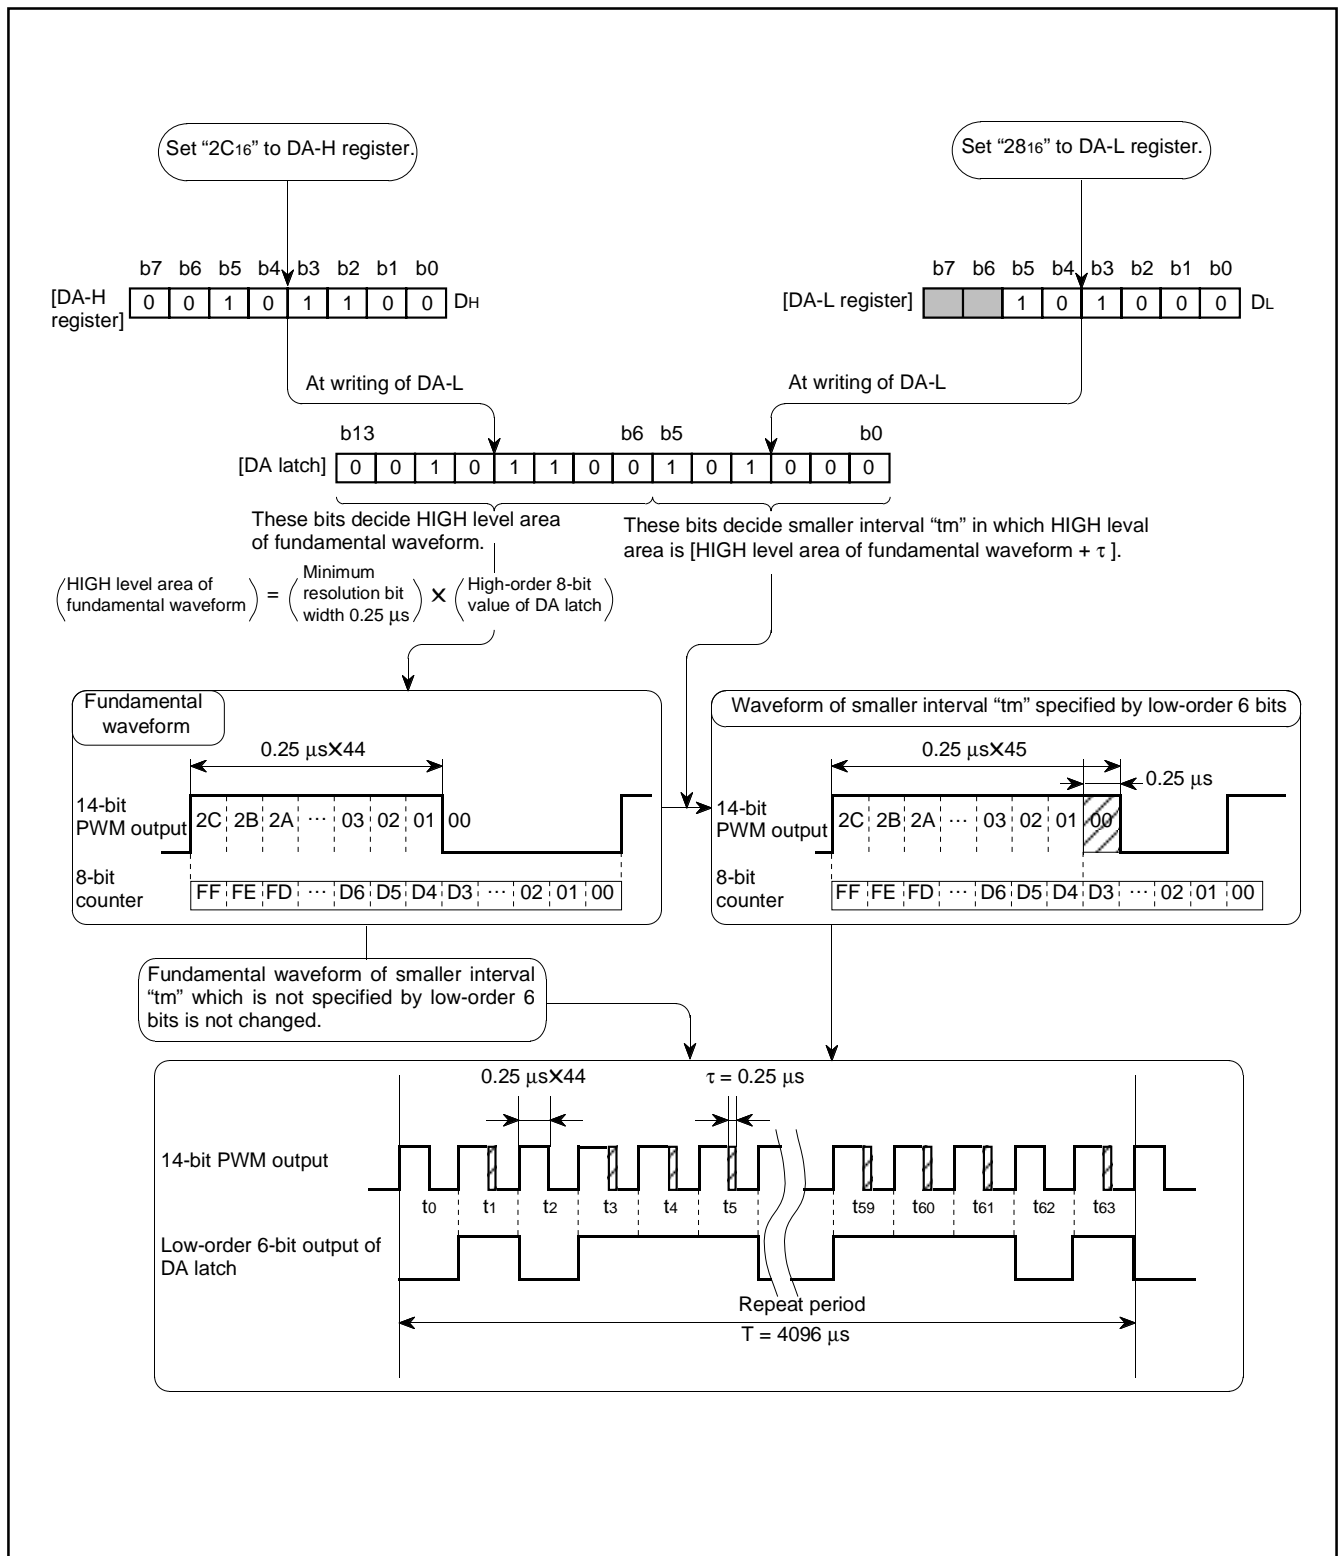 Set “2C16” to DA-H register.
Set “2816” to DA-L register.
b7 b6 b5 b4 b3 b2 b1 b0
b7 b6 b5 b4 b3 b2 b1 b0
[DA-H
register]
0 0 1 0 1 1 0 0 DH
[DA-L register]
1 0 1 0 0 0 DL
At writing of DA-L
At writing of DA-L
b13 b6 b5 b0
[DA latch] 0 0 1 0 1 1 0 0 1 0 1 0 0 0
These bits decide HIGH level area
of fundamental waveform.
These bits decide smaller interval “tm” in which HIGH leval
area is [HIGH level area of fundamental waveform + τ ].
HIGH level area of
fundamental waveform
=
Minimum
resolution bit
width 0.25 μs
×
High-order 8-bit
value of DA latch
Fundamental
waveform
0.25 μs×44
14-bit
PWM output
2C 2B 2A ··· 03 02 01 00
8-bit
counter
FF FE FD ··· D6 D5 D4 D3 ··· 02 01 00
Waveform of smaller interval “tm” specified by low-order 6 bits
0.25 μs×45
0.25 μs
14-bit
PWM output
2C 2B 2A ··· 03 02 01 00
8-bit
counter
FF FE FD ··· D6 D5 D4 D3 ··· 02 01 00
Fundamental waveform of smaller interval
“tm” which is not specified by low-order 6
bits is not changed.
0.25 μs×44
τ = 0.25 μs
14-bit PWM output
t0 t1 t2 t3 t4 t5 t59 t60 t61 t62 t63
Low-order 6-bit output of
DA latch
Repeat period
T = 4096 μs